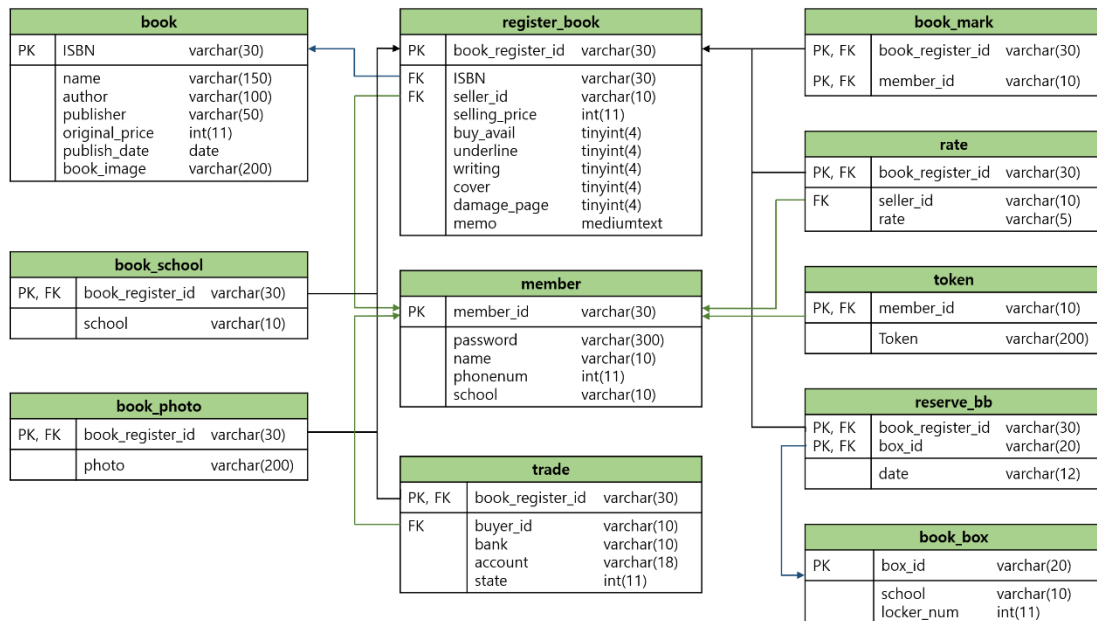 book
PK ISBN varchar(30)
name varchar(150)
author varchar(100)
publisher varchar(50)
original_price int(11)
publish_date date
book_image varchar(200)
register_book
PK book_register_id varchar(30)
FK ISBN varchar(30)
FK seller_id varchar(10)
selling_price int(11)
buy_avail tinyint(4)
underline tinyint(4)
writing tinyint(4)
cover tinyint(4)
damage_page tinyint(4)
memo mediumtext
book_mark
PK, FK book_register_id varchar(30)
PK, FK member_id varchar(10)
rate
PK, FK book_register_id varchar(30)
FK seller_id varchar(10)
rate varchar(5)
book_school
PK, FK book_register_id varchar(30)
school varchar(10)
member
PK member_id varchar(30)
password varchar(300)
name varchar(10)
phonenum int(11)
school varchar(10)
token
PK, FK member_id varchar(10)
Token varchar(200)
book_photo
PK, FK book_register_id varchar(30)
photo varchar(200)
trade
PK, FK book_register_id varchar(30)
FK buyer_id varchar(10)
bank varchar(10)
account varchar(18)
state int(11)
reserve_bb
PK, FK book_register_id varchar(30)
PK, FK box_id varchar(20)
date varchar(12)
book_box
PK box_id varchar(20)
school varchar(10)
locker_num int(11)